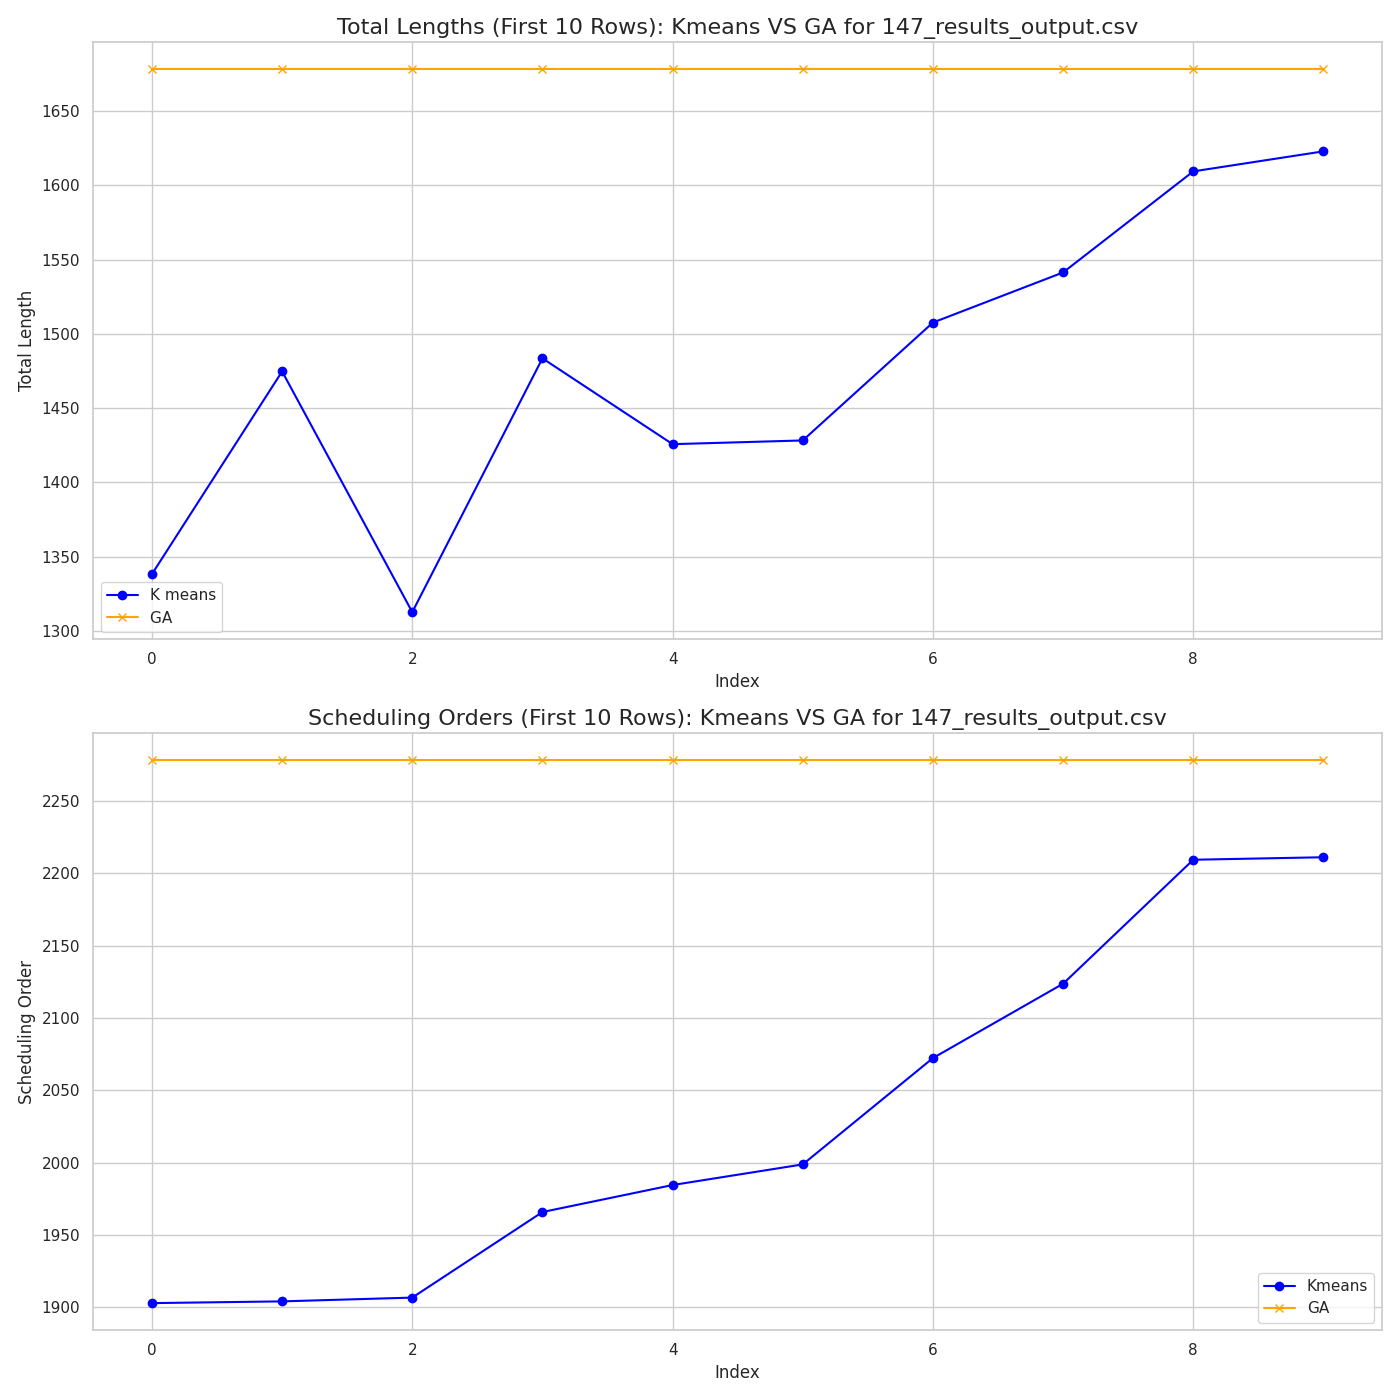 Total Lengths (First 10 Rows): Kmeans VS GA for 147_results_output.csv
1650
1600
1550
1500
1450
1400
1350
1300
Total Length
K means
GA
0 2 4 6 8
Index
Scheduling Orders (First 10 Rows): Kmeans VS GA for 147_results_output.csv
2250
2200
2150
2100
2050
2000
1950
1900
Scheduling Order
Kmeans
GA
0 2 4 6 8
Index